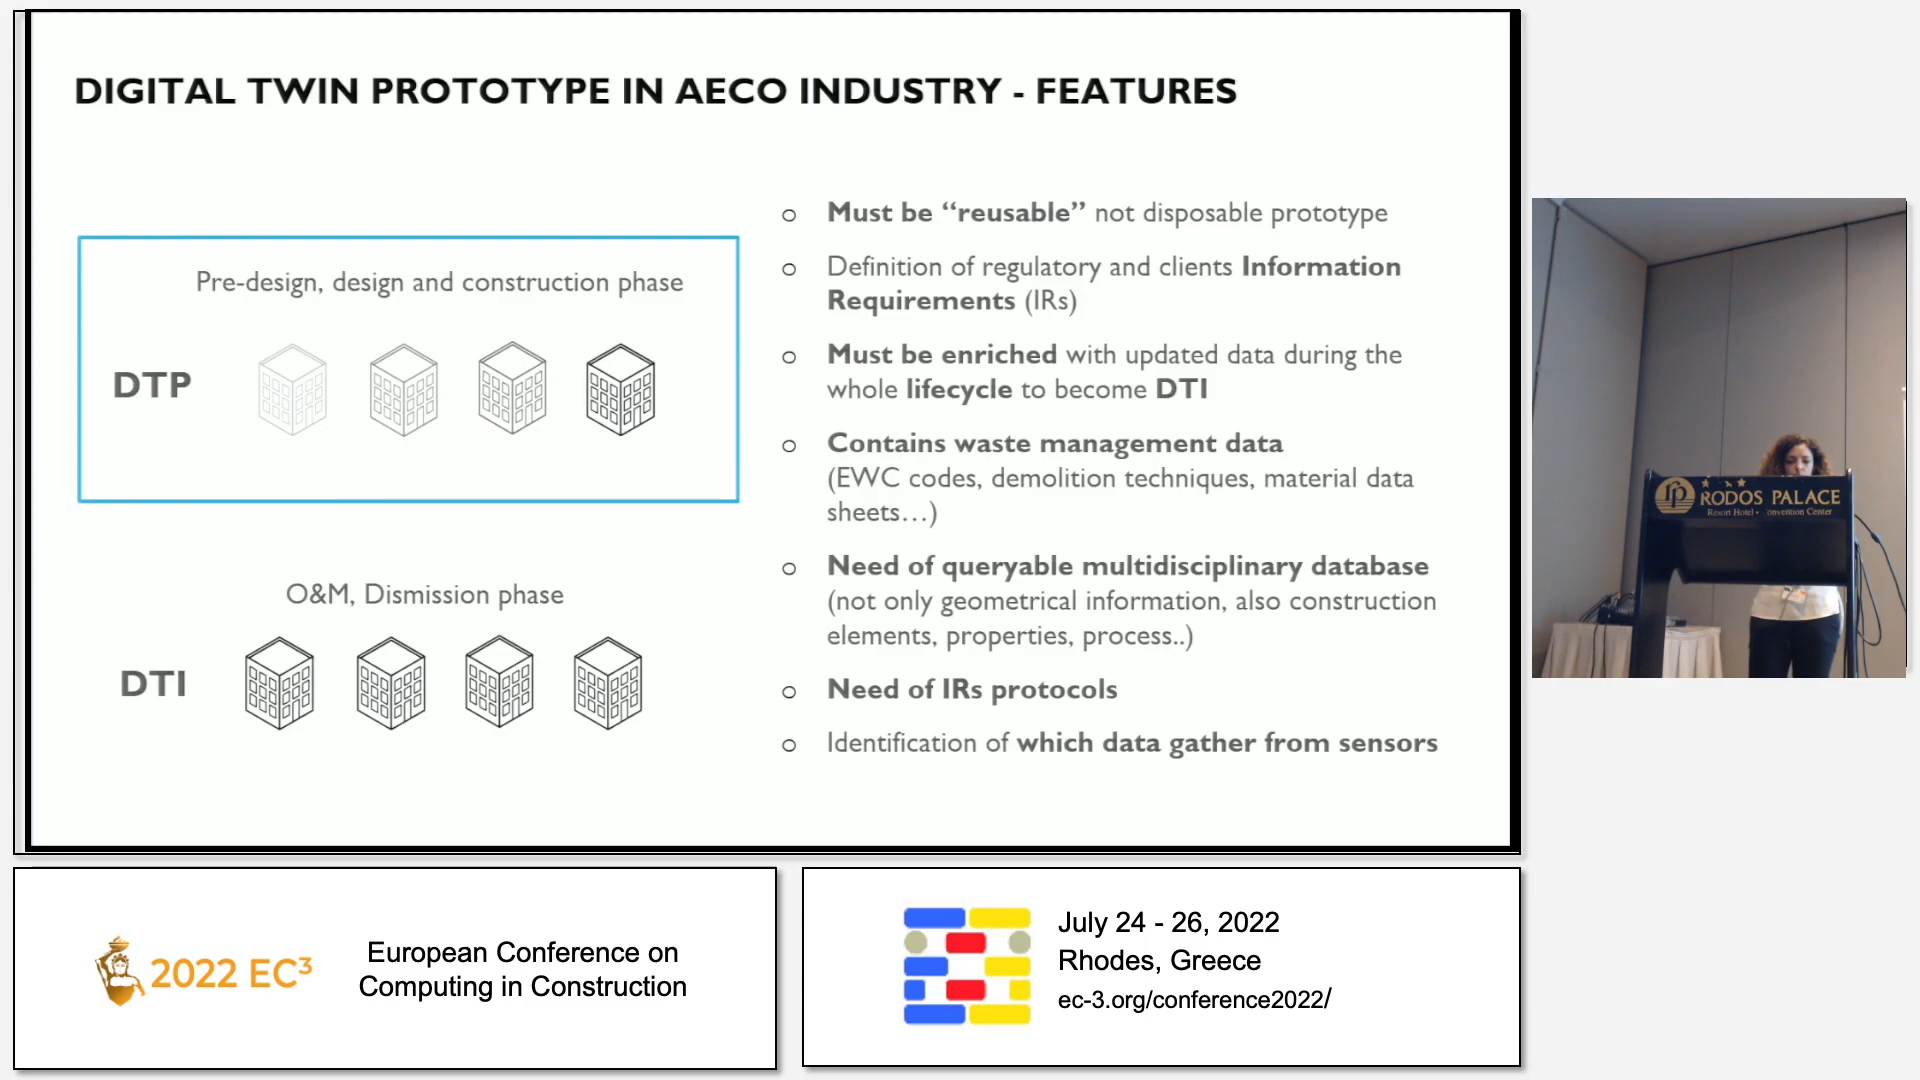 DIGITAL TWIN PROTOTYPE IN AECO INDUSTRY - FEATURES
Pre-design, design and construction phase
DTP
O&M, Dismission phase
DTI
Must be “reusable” not disposable prototype
Definition of regulatory and clients Information
Requirements (IRs)
Must be enriched with updated data during the
whole lifecycle to become DTI
Contains waste management data
(EWC codes, demolition techniques, material data
sheets…)
Need of queryable multidisciplinary database
(not only geometrical information, also construction
elements, properties, process..)
Need of IRs protocols
Identification of which data gather from sensors
rp
RODOS PALACE
Resort Hotel • onvention Center
2022 EC³
European Conference on
Computing in Construction
July 24 - 26, 2022
Rhodes, Greece
ec-3.org/conference2022/